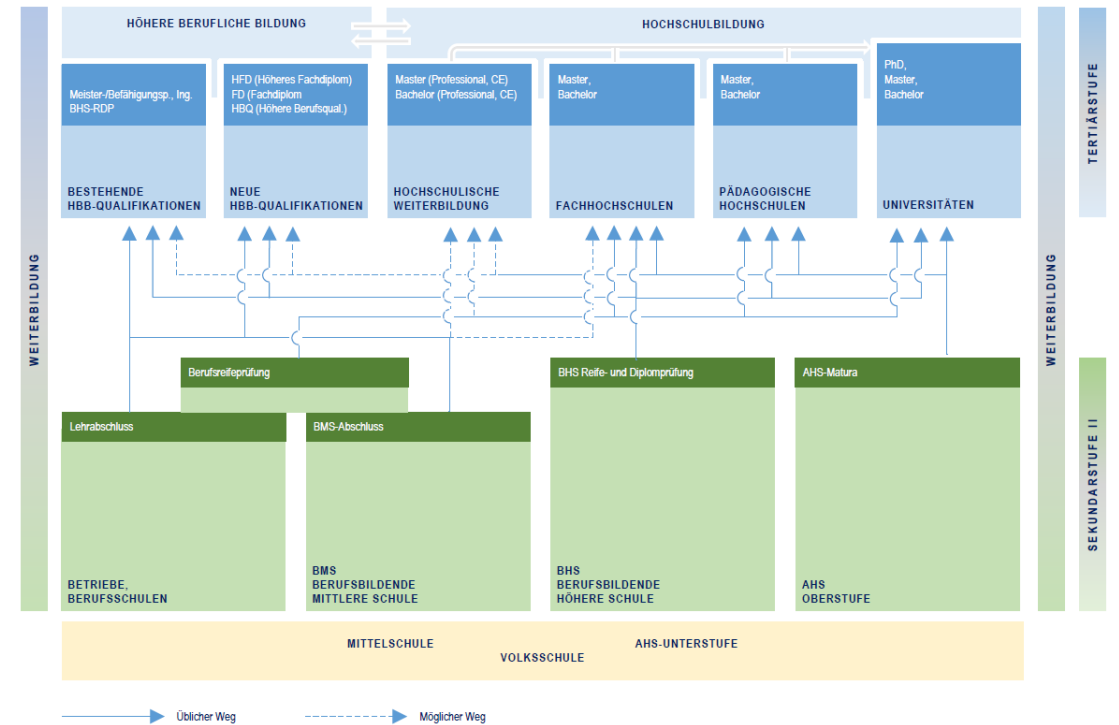 HÖHERE BERUFLICHE BILDUNG
HOCHSCHULBILDUNG
Meister-/Befähigungsp., Ing.
BHS-RDP
HFD (Höheres Fachdiplom)
FD (Fachdiplom
HBQ (Höhere Berufsqual.)
Master (Professional, CE)
Bachelor (Professional, CE)
Master,
Bachelor
Master,
Bachelor
PhD,
Master,
Bachelor
BESTEHENDE
HBB-QUALIFIKATIONEN
NEUE
HBB-QUALIFIKATIONEN
HOCHSCHULISCHE
WEITERBILDUNG
FACHHOCHSCHULEN
PÄDAGOGISCHE
HOCHSCHULEN
UNIVERSITÄTEN
WEITERBILDUNG
WEITERBILDUNG
TERTIÄRSTUFE
SEKUNDARSTUFE II
Berufsreifeprüfung
BHS Reife- und Diplomprüfung
AHS-Matura
Lehrabschluss
BMS-Abschluss
BETRIEBE,
BERUFSSCHULEN
BMS
BERUFSBILDENDE
MITTLERE SCHULE
BHS
BERUFSBILDENDE
HÖHERE SCHULE
AHS
OBERSTUFE
MITTELSCHULE
AHS-UNTERSTUFE
VOLKSSCHULE
Üblicher Weg
Möglicher Weg